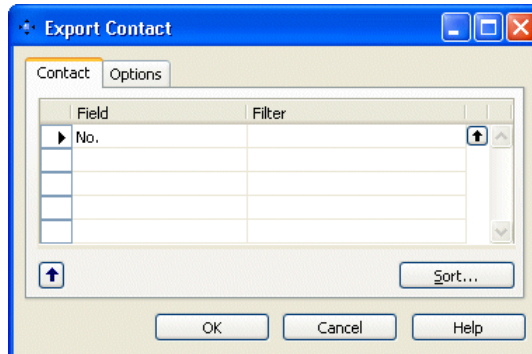 Export Contact
Contact Options
Field Filter
No.
Sort...
OK Cancel Help